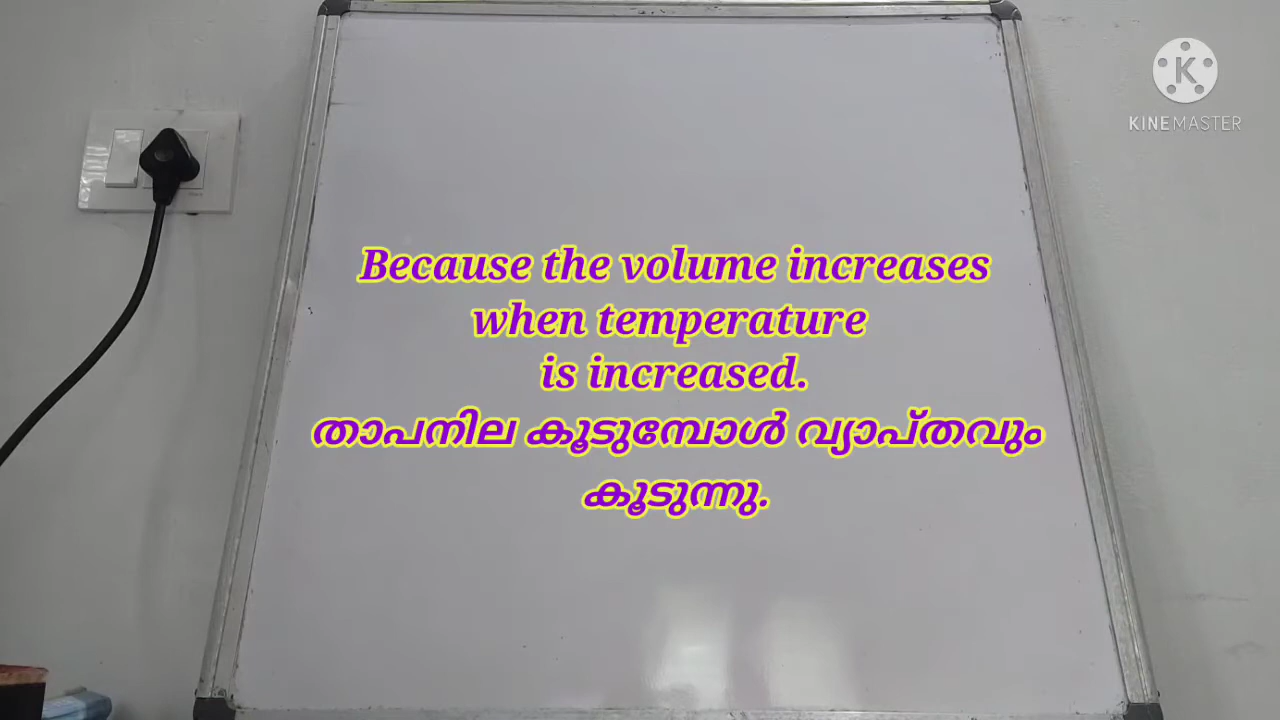 KINEMASTER
Because the volume increases
when temperature
is increased.
താപനില കൂടുമ്പോൾ വ്യാപ്തവും
കൂടുന്നു.